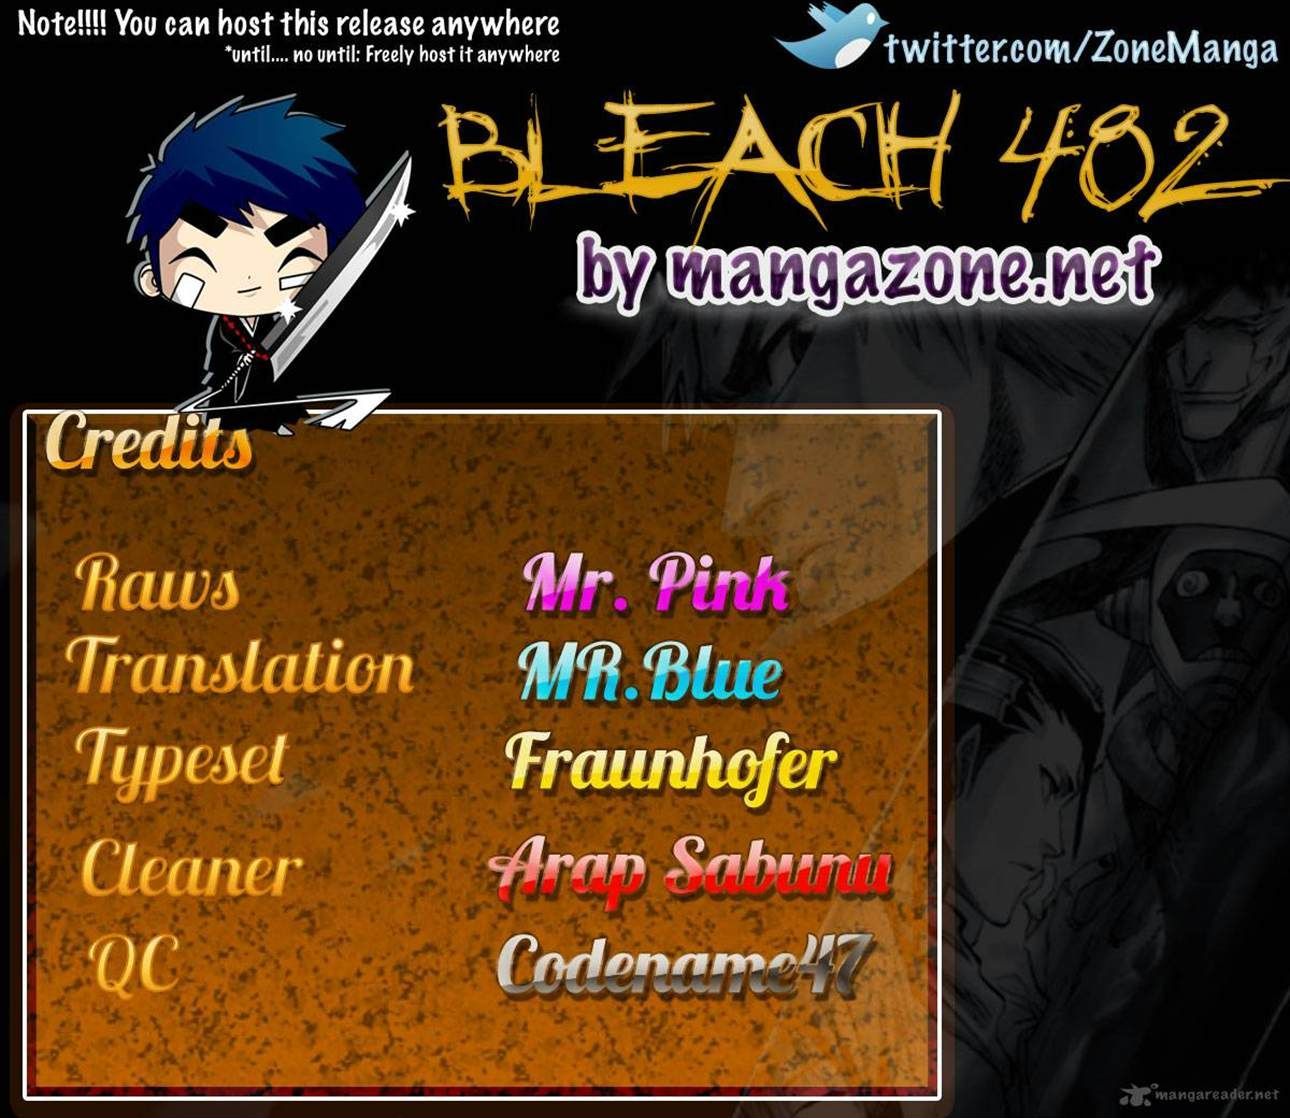 Note!!!! You can host this release anywhere
*until.... no until: Freely host it anywhere
twitter.com/ZoneManga
BLEACH 482
by mangazone.net
Credits
Raws Mr. Pink
Translation MR.Blue
Typeset Fraunhofer
Cleaner Arap Sabunu
QC Codename47
mangareader.net